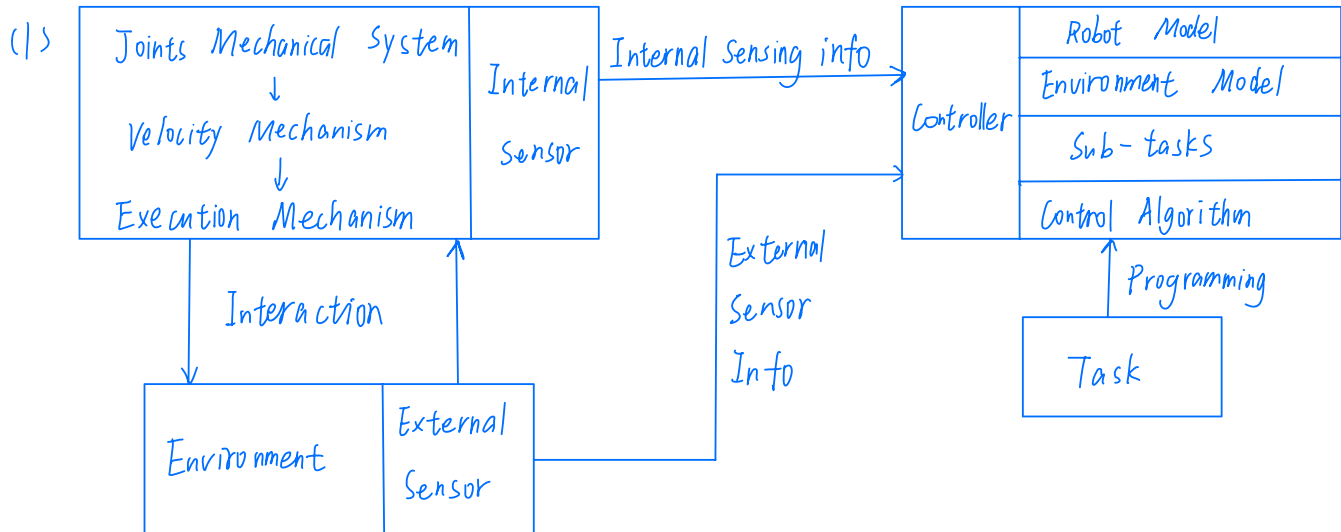 (1)
Joints Mechanical System
↓
Velocity Mechanism
↓
Execution Mechanism
Internal
Sensor
Internal Sensing info
Controller
Robot Model
Environment Model
Sub-tasks
Control Algorithm
Interaction
External
Sensor
Info
Programming
Task
Environment
External
Sensor